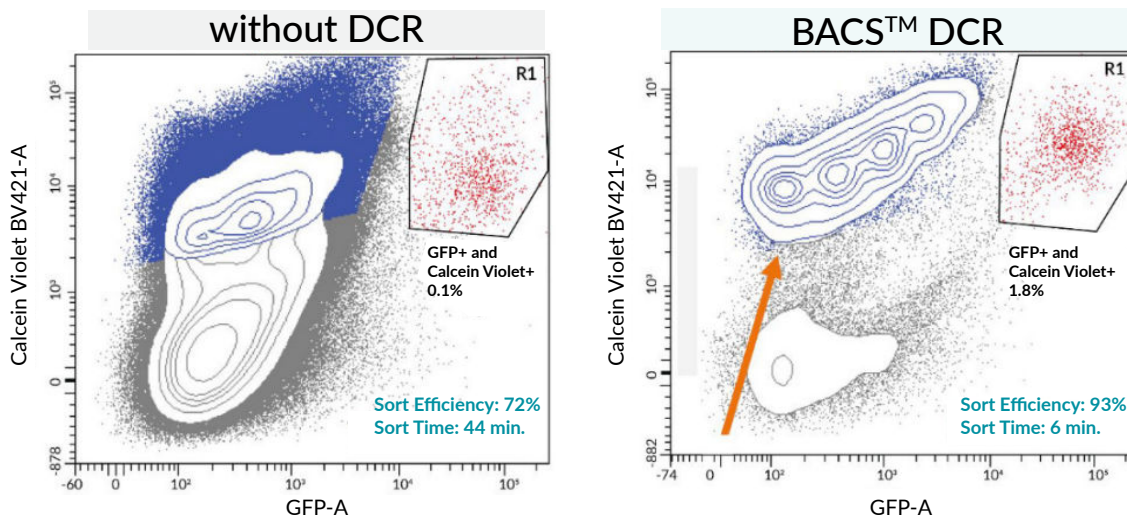 without DCR
BACS™ DCR
Calcein Violet BV421-A
10⁵
10⁴
10³
0
-878
R1
GFP+ and
Calcein Violet+
0.1%
Sort Efficiency: 72%
Sort Time: 44 min.
-60
0
10²
10³
10⁴
10⁵
GFP-A
Calcein Violet BV421-A
10⁵
10⁴
10³
0
-882
R1
GFP+ and
Calcein Violet+
1.8%
Sort Efficiency: 93%
Sort Time: 6 min.
-74
0
10²
10³
10⁴
10⁵
GFP-A